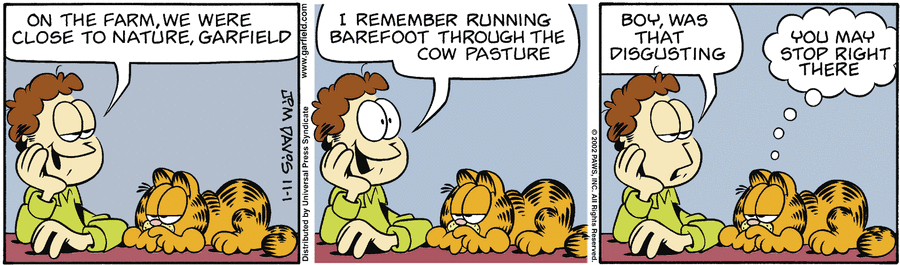 ON THE FARM, WE WERE
CLOSE TO NATURE, GARFIELD
JIM DAVIS 11-1
www.garfield.com
Distributed by Universal Press Syndicate
I REMEMBER RUNNING
BAREFOOT THROUGH THE
COW PASTURE
© 2002 PAWS, INC. All Rights Reserved.
BOY, WAS
THAT
DISGUSTING
YOU MAY
STOP RIGHT
THERE